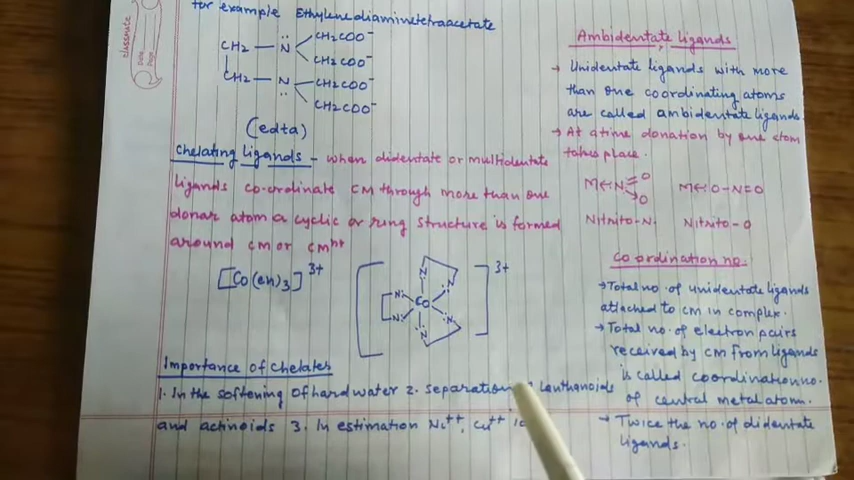 classmate
Date
Page
for example Ethylenediaminetetraacetate
CH2 — N̈ CH2COO⁻
CH2COO⁻
CH2 — N̈ CH2COO⁻
CH2COO⁻
(edta)
Chelating Ligands - when didentate or multidentate
ligands co-ordinate CM through more than one
donar atom a cyclic or ring structure is formed
around CM or CMⁿ⁺
[Co(en)3]³⁺
[Co N N N N N N]³⁺
Importance of chelates
1. In the softening of hard water 2. Separation Lanthanoids
and actinoids 3. In estimation Ni⁺⁺, Cu⁺⁺
Ambidentate, Ligands
→ Unidentate ligands with more
than one coordinating atoms
are called ambidentate ligands.
→ At a time donation by one atom
takes place.
M←N=O →O M←O-N=O
Nitrito-N. Nitrito-O
Coordination no.
→ Total no. of unidentate ligands
attached to CM in complex.
→ Total no. of electron pairs
received by CM from ligands
is called coordination no.
of central metal atom.
→ Twice the no. of didentate
ligands.